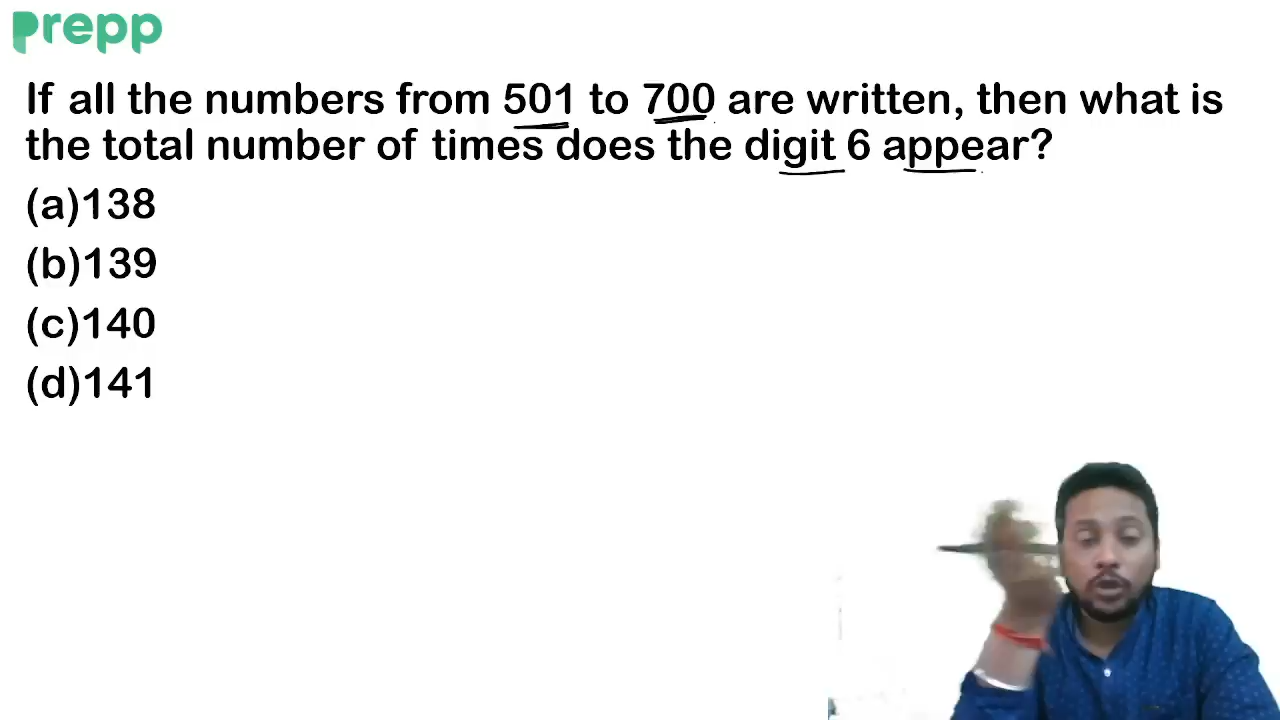 Prepp
If all the numbers from 501 to 700 are written, then what is
the total number of times does the digit 6 appear?
(a)138
(b)139
(c)140
(d)141